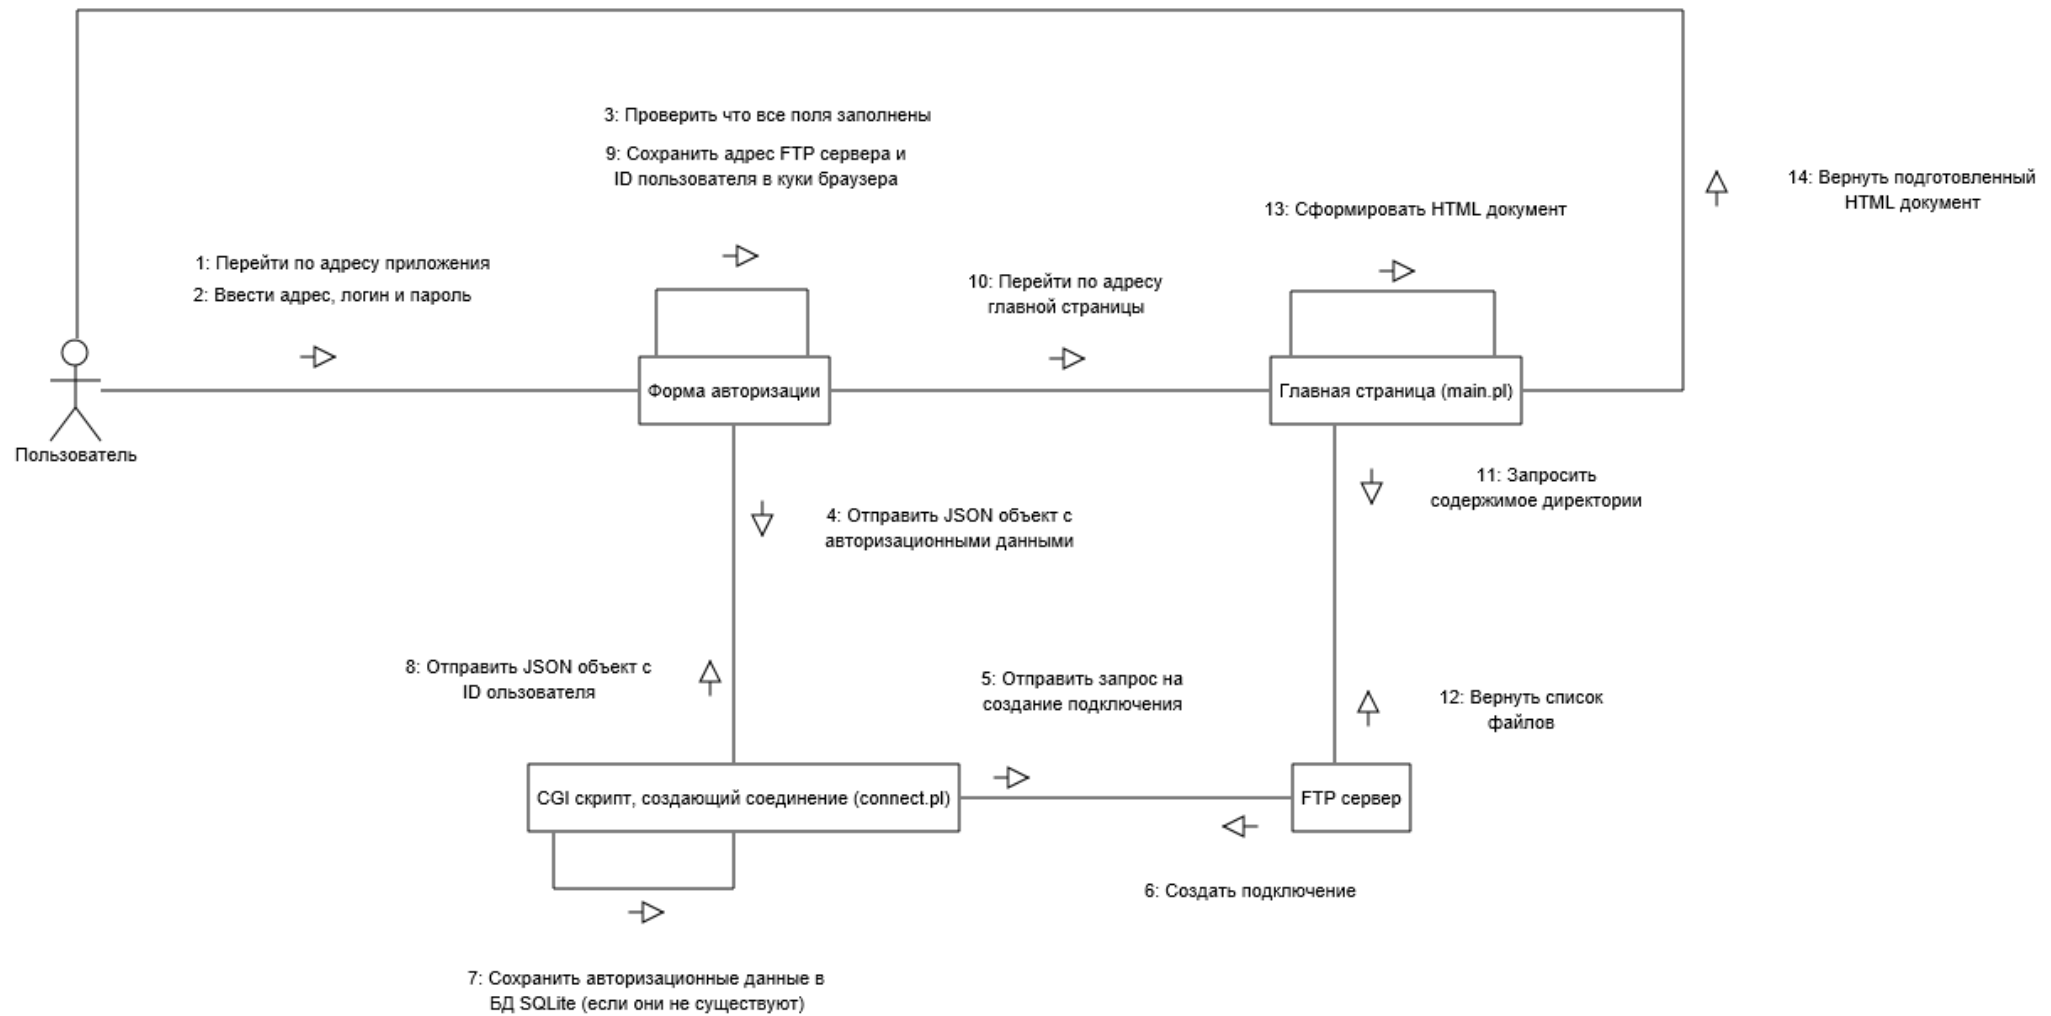 3: Проверить что все поля заполнены
9: Сохранить адрес FTP сервера и
ID пользователя в куки браузера
14: Вернуть подготовленный
HTML документ
13: Сформировать HTML документ
1: Перейти по адресу приложения
2: Ввести адрес, логин и пароль
10: Перейти по адресу
главной страницы
Форма авторизации
Главная страница (main.pl)
Пользователь
11: Запросить
содержимое директории
4: Отправить JSON объект с
авторизационными данными
8: Отправить JSON объект с
ID ользователя
5: Отправить запрос на
создание подключения
12: Вернуть список
файлов
CGI скрипт, создающий соединение (connect.pl)
FTP сервер
6: Создать подключение
7: Сохранить авторизационные данные в
БД SQLite (если они не существуют)